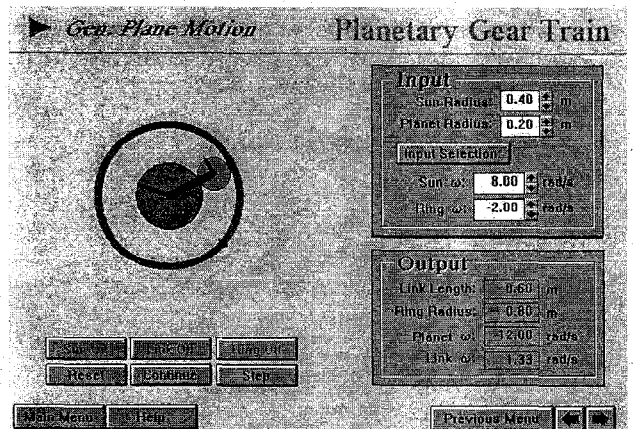 Gen. Plane Motion
Planetary Gear Train
Input
Sun Radius: 0.40 m
Planet Radius: 0.20 m
Input Selection:
Sun ω: 8.00 rad/s
Ring ω: -2.00 rad/s
Output
Link Length: 0.60 m
Ring Radius: 0.80 m
Planet ω: -12.00 rad/s
Link ω: 1.33 rad/s
Reset Continue Step
Main Menu Help
Previous Menu